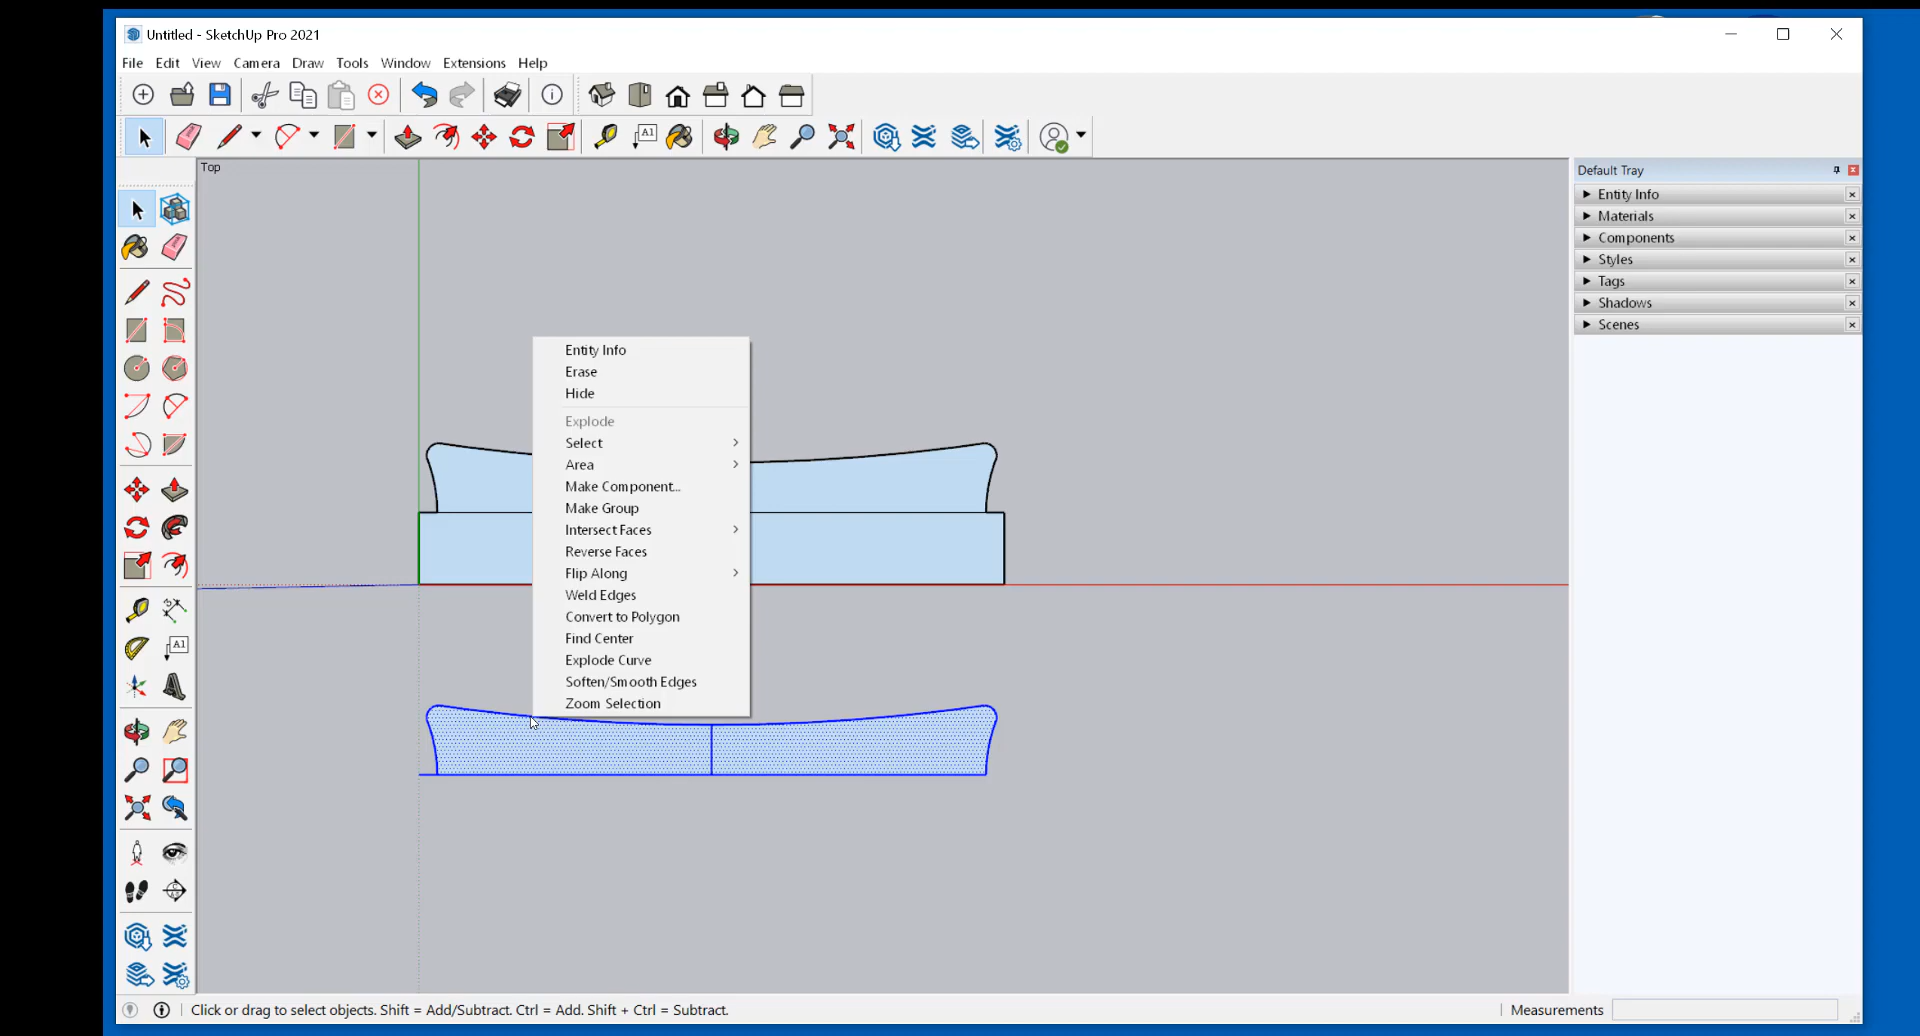 Untitled - SketchUp Pro 2021
File Edit View Camera Draw Tools Window Extensions Help
A1
Top
Default Tray
Entity Info
Materials
Components
Styles
Tags
Shadows
Scenes
Entity Info
Erase
Hide
Explode
Select
Area
Make Component...
Make Group
Intersect Faces
Reverse Faces
Flip Along
Weld Edges
Convert to Polygon
Find Center
Explode Curve
Soften/Smooth Edges
Zoom Selection
A1
Click or drag to select objects. Shift = Add/Subtract. Ctrl = Add. Shift + Ctrl = Subtract.
Measurements